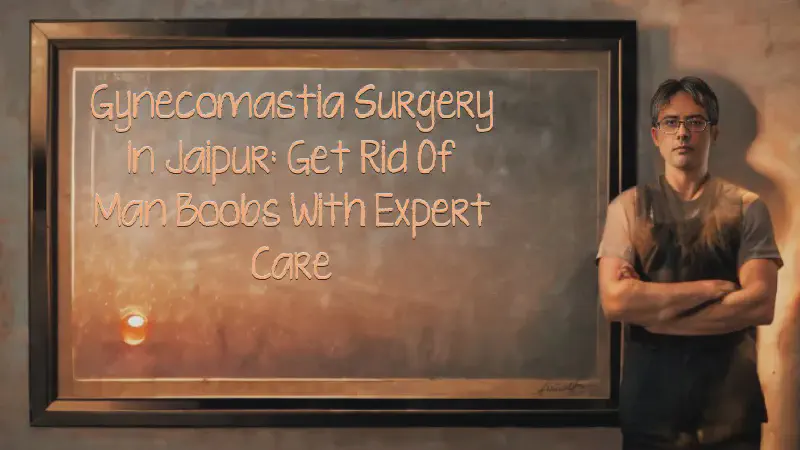 Gynecomastia Surgery
In Jaipur: Get Rid Of
Man Boobs With Expert
Care